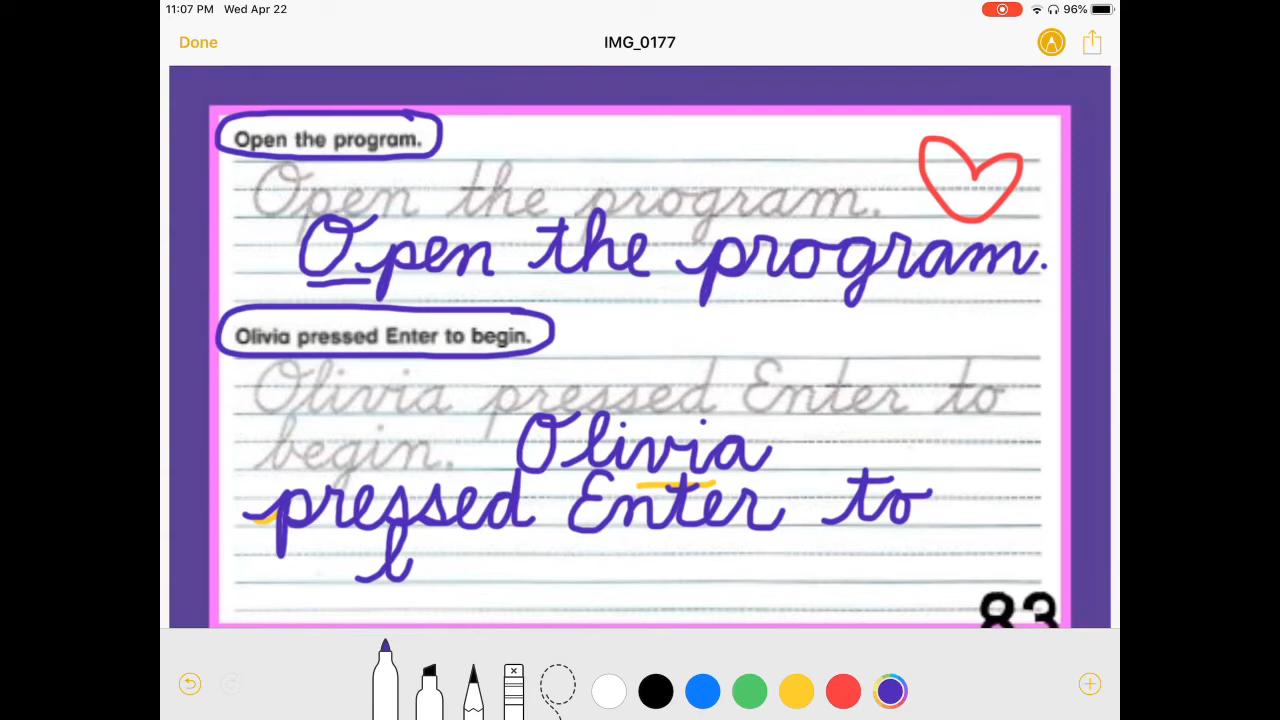 11:07 PM Wed Apr 22
96%
Done
IMG_0177
Open the program.
Open the program.
Open the program.
Olivia pressed Enter to begin.
Olivia pressed Enter to
begin. Olivia
pressed Enter to
b
83